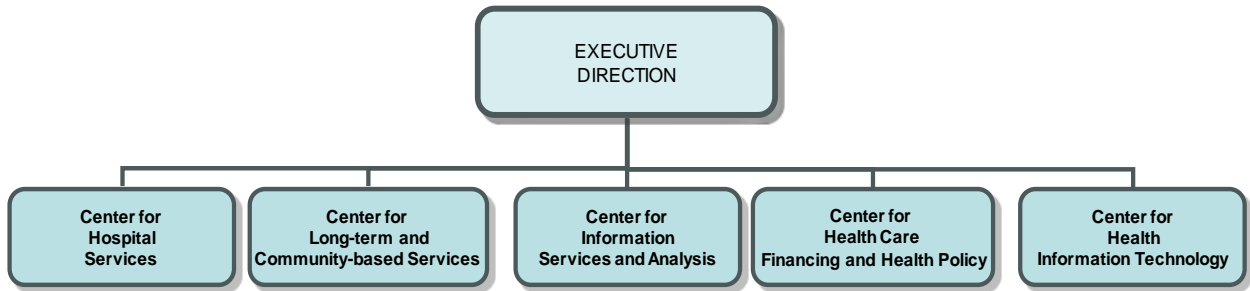 EXECUTIVE
DIRECTION
Center for
Hospital
Services
Center for
Long-term and
Community-based Services
Center for
Information
Services and Analysis
Center for
Health Care
Financing and Health Policy
Center for
Health
Information Technology